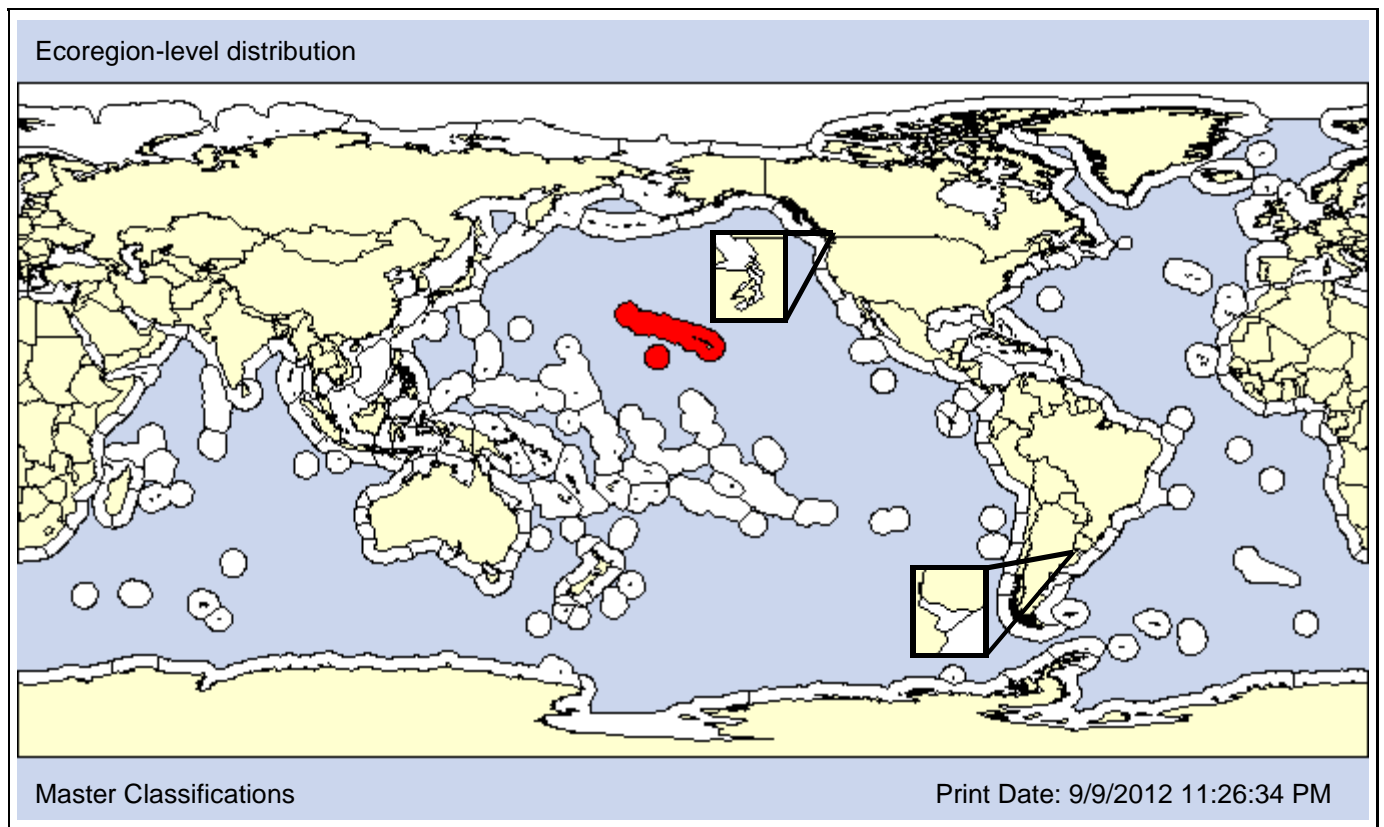 Ecoregion-level distribution
Master Classifications
Print Date: 9/9/2012 11:26:34 PM